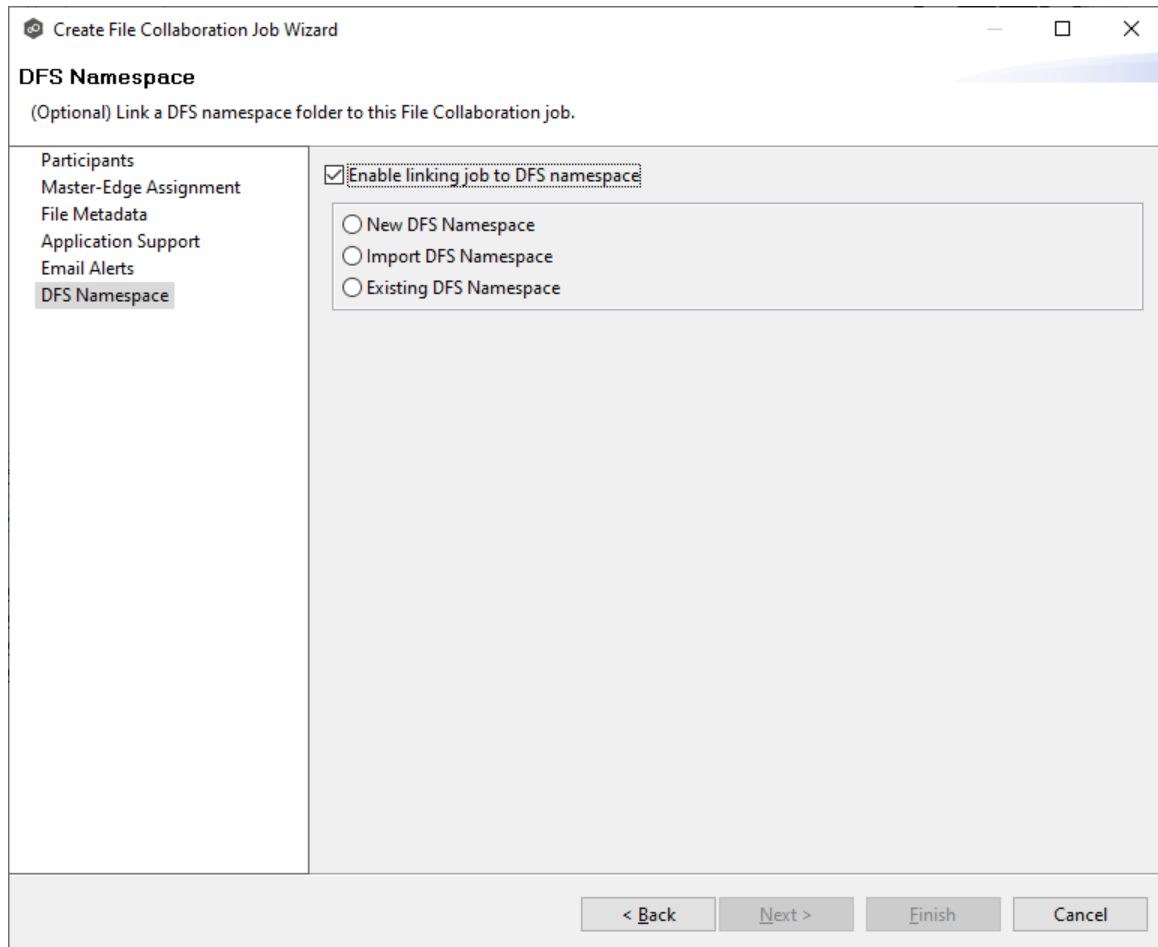 Create File Collaboration Job Wizard
DFS Namespace
(Optional) Link a DFS namespace folder to this File Collaboration job.
Participants
Master-Edge Assignment
File Metadata
Application Support
Email Alerts
DFS Namespace
Enable linking job to DFS namespace
New DFS Namespace
Import DFS Namespace
Existing DFS Namespace
< Back
Next >
Finish
Cancel